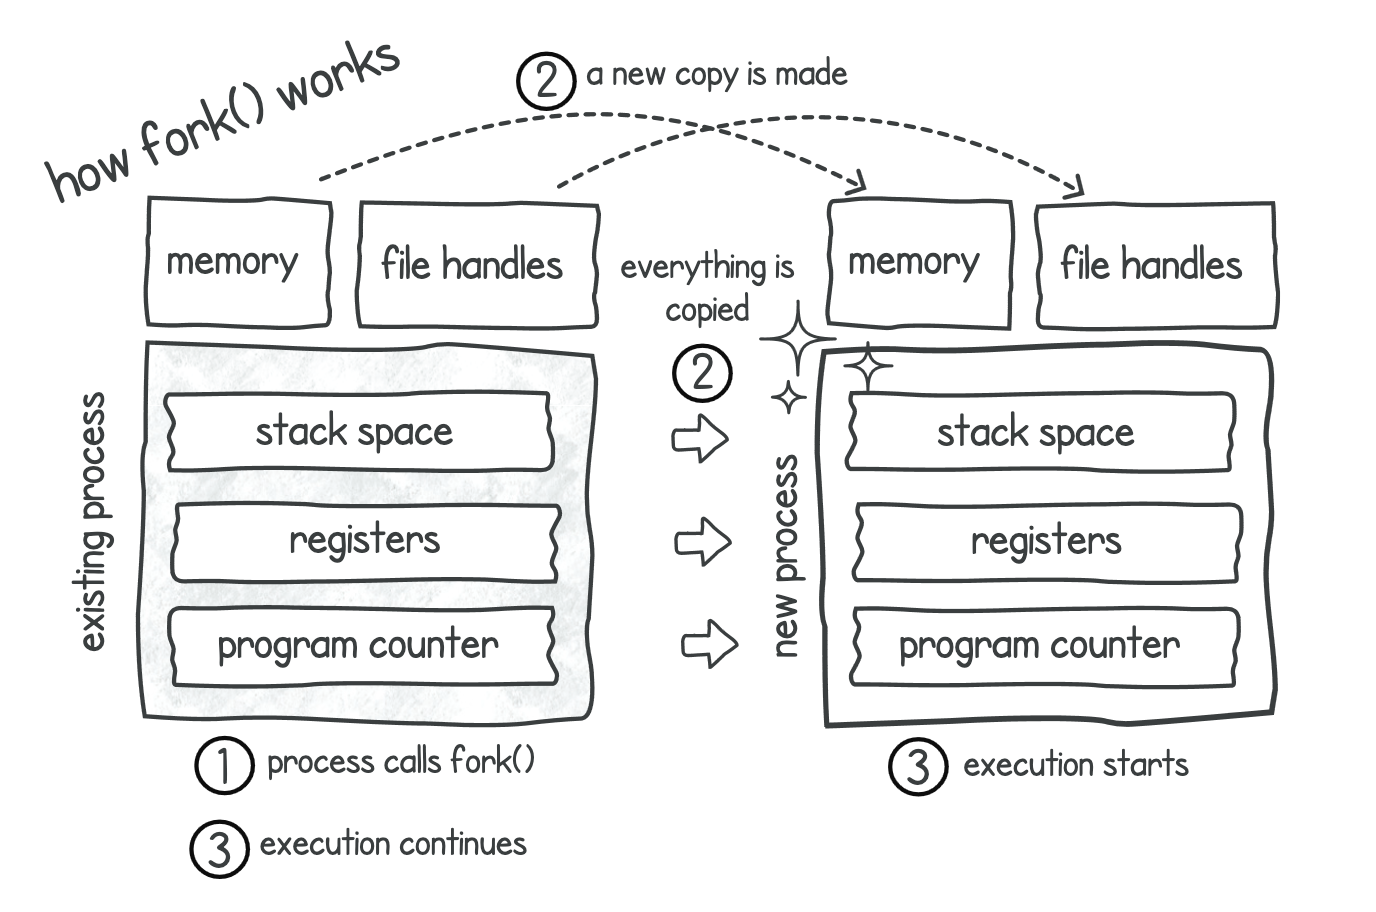 how fork() works
2 a new copy is made
memory
file handles
everything is
copied
2
memory
file handles
existing process
stack space
registers
program counter
new process
stack space
registers
program counter
1 process calls fork()
3 execution continues
3 execution starts